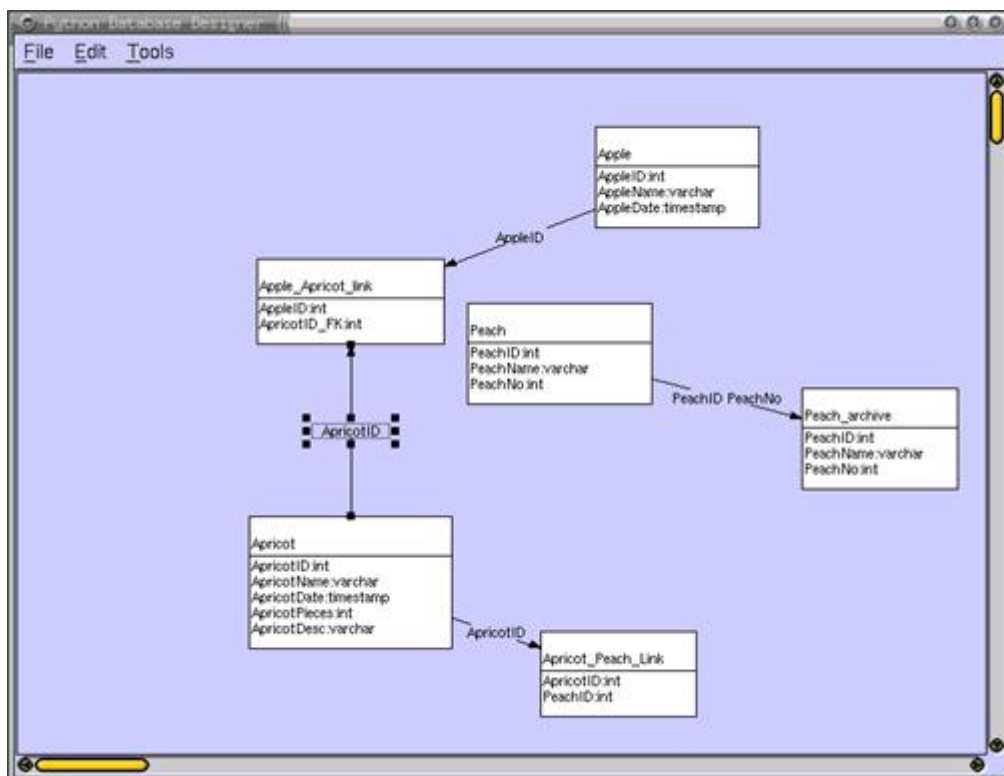 Python Database Designer
File Edit Tools
Apple
AppleID:int
AppleName:varchar
AppleDate:timestamp
AppleID
Apple_Apricot_link
AppleID:int
ApricotID_FK:int
Peach
PeachID:int
PeachName:varchar
PeachNo:int
PeachID PeachNo
Peach_archive
PeachID:int
PeachName:varchar
PeachNo:int
ApricotID
Apricot
ApricotID:int
ApricotName:varchar
ApricotDate:timestamp
ApricotPieces:int
ApricotDesc:varchar
ApricotID
Apricot_Peach_Link
ApricotID:int
PeachID:int